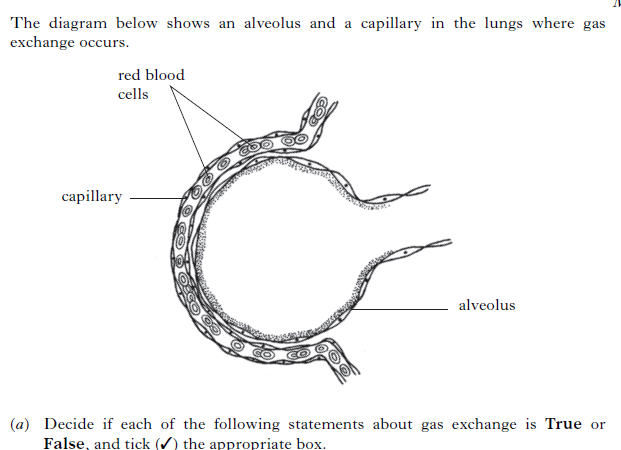 The diagram below shows an alveolus and a capillary in the lungs where gas
exchange occurs.
red blood
cells
capillary
alveolus
(a) Decide if each of the following statements about gas exchange is True or
False, and tick (✓) the appropriate box.